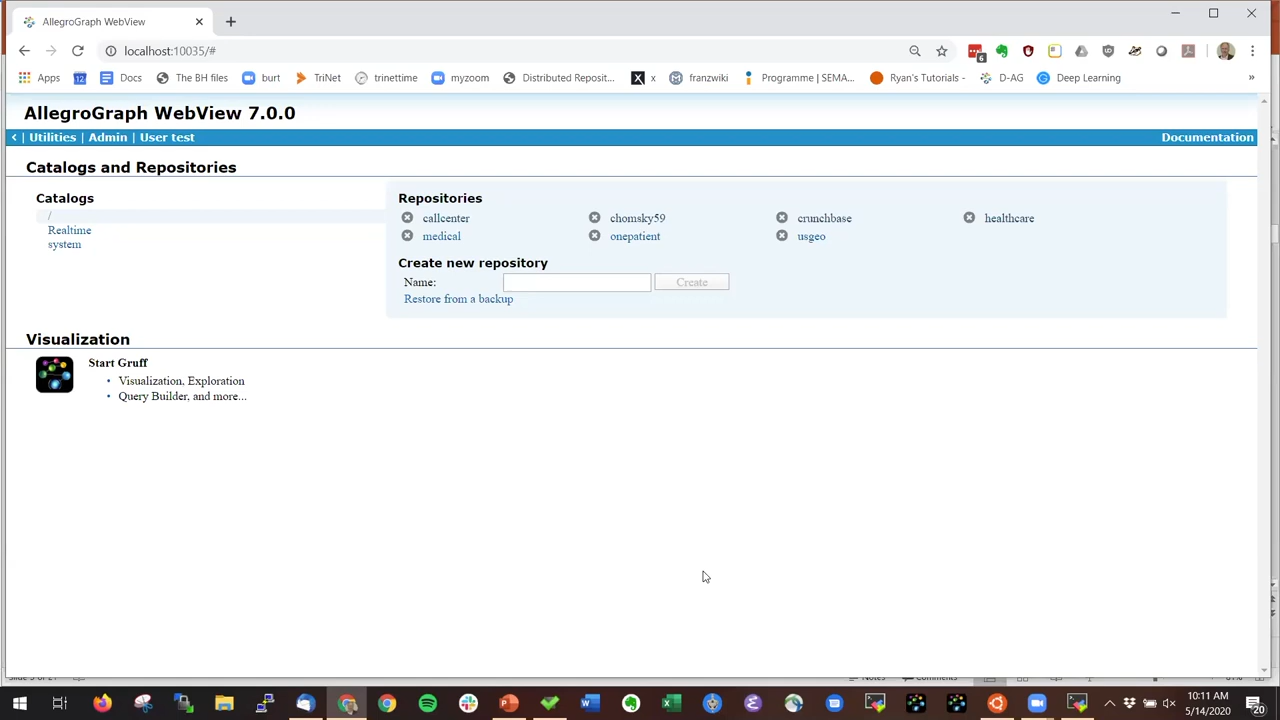 AllegroGraph WebView
localhost:10035/#
6
Apps
12
Docs
The BH files
burt
TriNet
trinettime
myzoom
Distributed Reposit...
x
franzwiki
Programme | SEMA...
Ryan's Tutorials -
D-AG
Deep Learning
»
AllegroGraph WebView 7.0.0
< | Utilities | Admin | User test
Documentation
Catalogs and Repositories
Catalogs
/
Realtime
system
Repositories
callcenter
chomsky59
crunchbase
healthcare
medical
onepatient
usgeo
Create new repository
Name:
Create
Restore from a backup
Visualization
Start Gruff
• Visualization, Exploration
• Query Builder, and more...
10:11 AM
5/14/2020
20